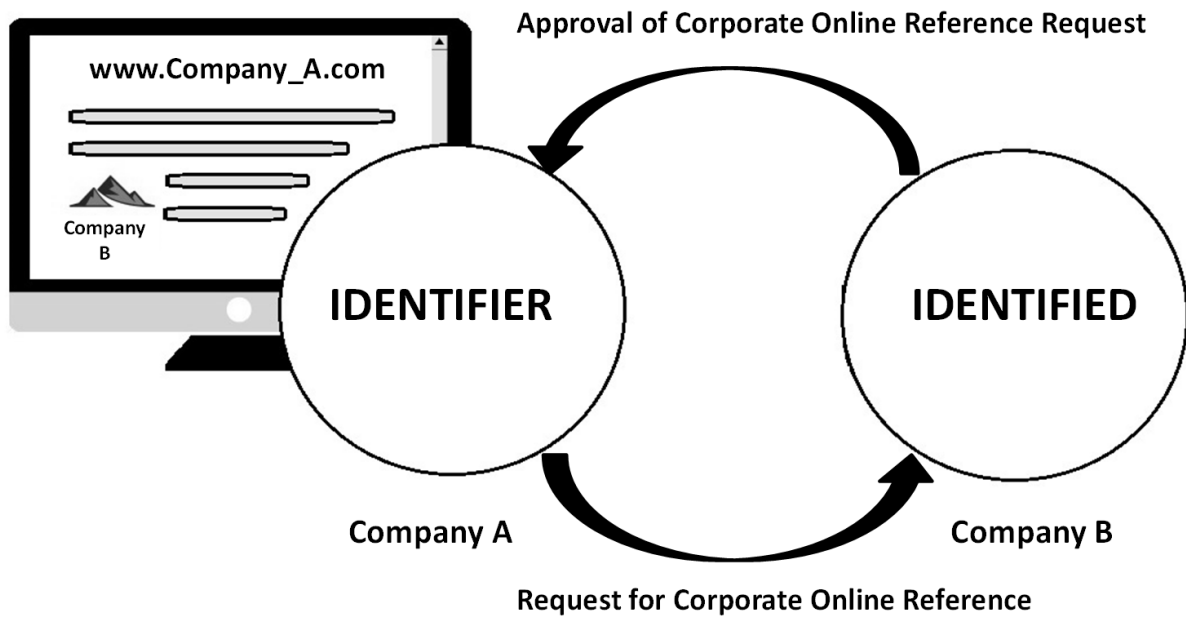 Approval of Corporate Online Reference Request
www.Company_A.com
Company
B
IDENTIFIER
IDENTIFIED
Company A
Company B
Request for Corporate Online Reference